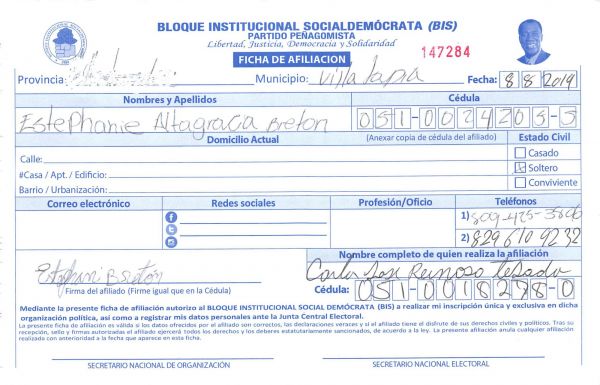 BLOQUE INSTITUCIONAL SOCIALDEMÓCRATA (BIS)
PARTIDO PEÑAGOMISTA
Libertad, Justicia, Democracia y Solidaridad
FICHA DE AFILIACION
147284
Provincia:
Municipio: Villa tapia
Fecha: 8/8/2019
Nombres y Apellidos
Cédula
Estephanie Altagracia Breton
051-0024205-5
Domicilio Actual
(Anexar copia de cédula del afiliado)
Estado Civil
Calle:
Casado
#Casa / Apt. / Edificio:
Soltero
Barrio / Urbanización:
Conviviente
Correo electrónico
Redes sociales
Profesión/Oficio
Teléfonos
1) 809-425-3806
2) 829 610 9232
Nombre completo de quien realiza la afiliación
Carlos Jose Reinoso tejada
Breton
Firma del afiliado (Firme igual que en la Cédula)
Cédula: 051-0018298-0
Mediante la presente ficha de afiliación autorizo al BLOQUE INSTITUCIONAL SOCIAL DEMÓCRATA (BIS) a realizar mi inscripción única y exclusiva en dicha
organización política, así como a registrar mis datos personales ante la Junta Central Electoral.
La presente ficha de afiliación es válida si los datos ofrecidos por el afiliado son correctos, las declaraciones veraces y si el afiliado tiene el disfrute de sus derechos civiles y políticos. Tras su
recepción, sello y firmas autorizadas el afiliado ejercerá todos los derechos y los deberes estatutariamente sancionados, de acuerdo a la ley. La presente afiliación anula cualquier afiliación
realizada con anterioridad a la fecha que aparece en esta ficha.
SECRETARIO NACIONAL DE ORGANIZACIÓN
SECRETARIO NACIONAL ELECTORAL